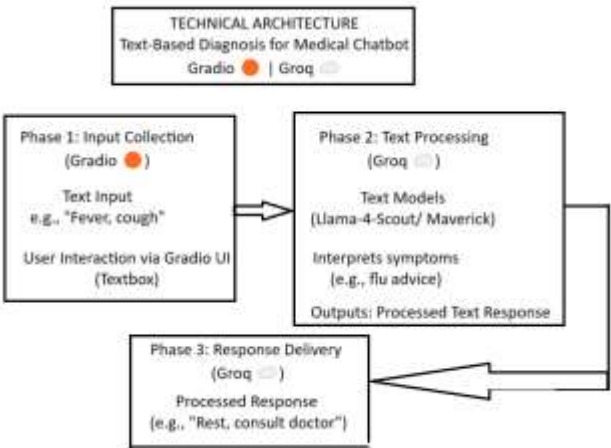 TECHNICAL ARCHITECTURE
Text-Based Diagnosis for Medical Chatbot
Gradio | Groq
Phase 1: Input Collection
(Gradio )
Text Input
e.g., "Fever, cough"
User Interaction via Gradio UI
(Textbox)
Phase 2: Text Processing
(Groq )
Text Models
(Llama-4-Scout/ Maverick)
Interprets symptoms
(e.g., flu advice)
Outputs: Processed Text Response
Phase 3: Response Delivery
(Groq )
Processed Response
(e.g., "Rest, consult doctor")